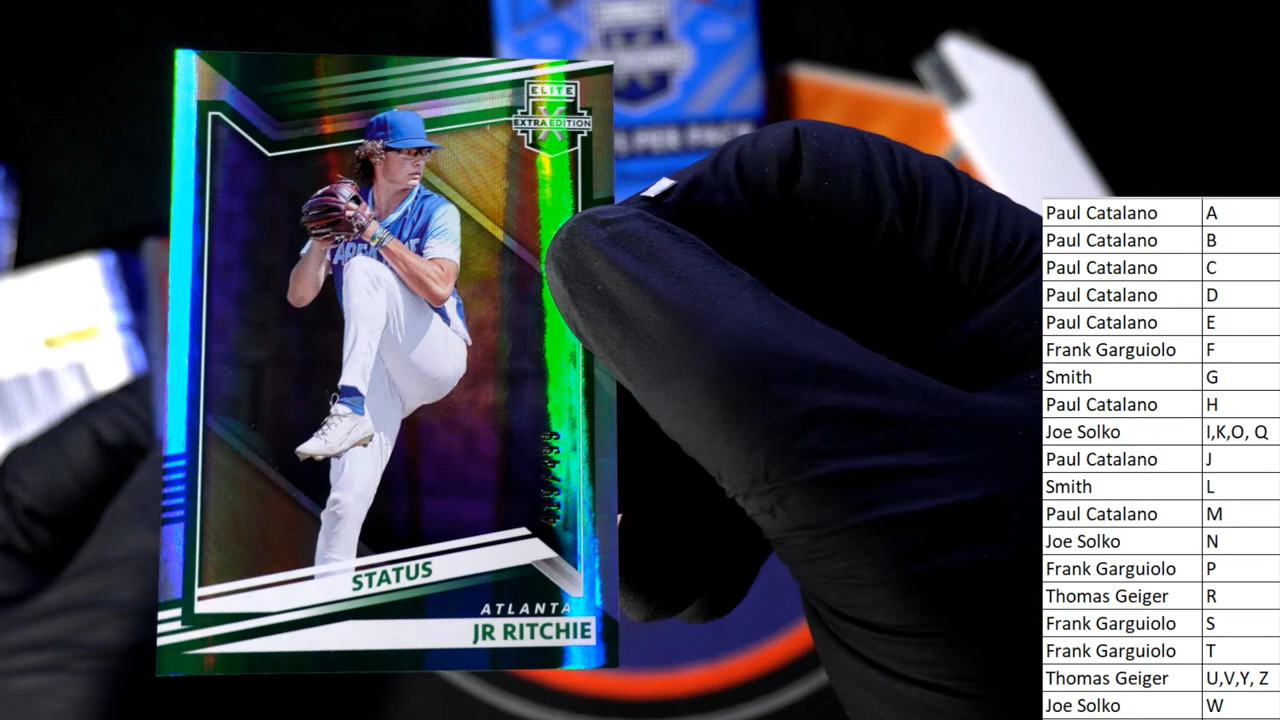 S PER PACK
ELITE
EXTRA EDITION
STATUS
ATLANTA
JR RITCHIE
Paul Catalano A
Paul Catalano B
Paul Catalano C
Paul Catalano D
Paul Catalano E
Frank Garguiolo F
Smith G
Paul Catalano H
Joe Solko I,K,O, Q
Paul Catalano J
Smith L
Paul Catalano M
Joe Solko N
Frank Garguiolo P
Thomas Geiger R
Frank Garguiolo S
Frank Garguiolo T
Thomas Geiger U,V,Y, Z
Joe Solko W